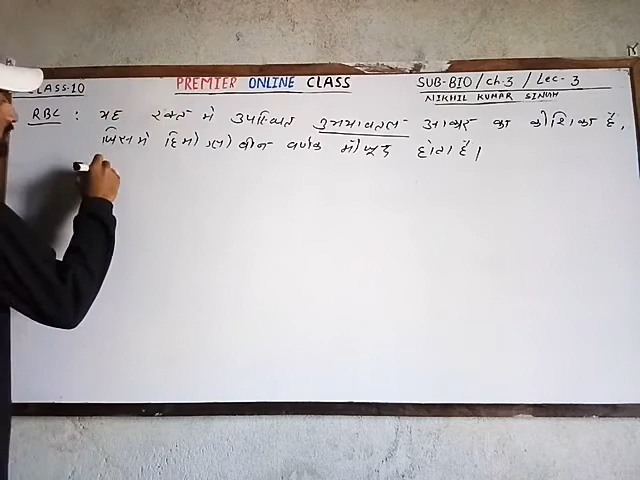 CLASS-10 PREMIER ONLINE CLASS SUB-BIO / Ch-3 / Lec-3
NIKHIL KUMAR SINGH
RBC : यह रक्त में उपस्थित उभयावतल आकार का कोशिका है,
जिसमें हिमोग्लोबीन वर्णक मौजूद होता है।